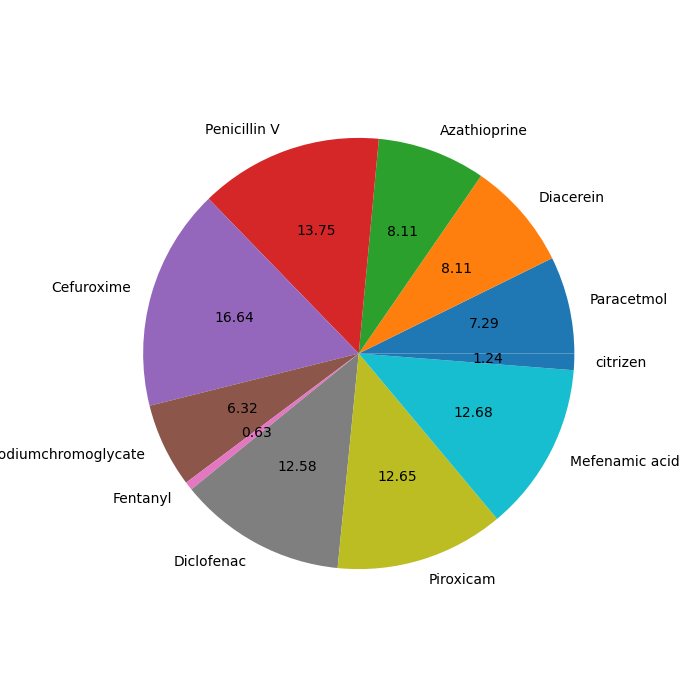 Penicillin V
Azathioprine
Diacerein
Cefuroxime
Paracetmol
citrizen
odiumchromoglycate
Mefenamic acid
Fentanyl
Diclofenac
Piroxicam
13.75
8.11
8.11
16.64
7.29
1.24
6.32
0.63
12.68
12.58
12.65